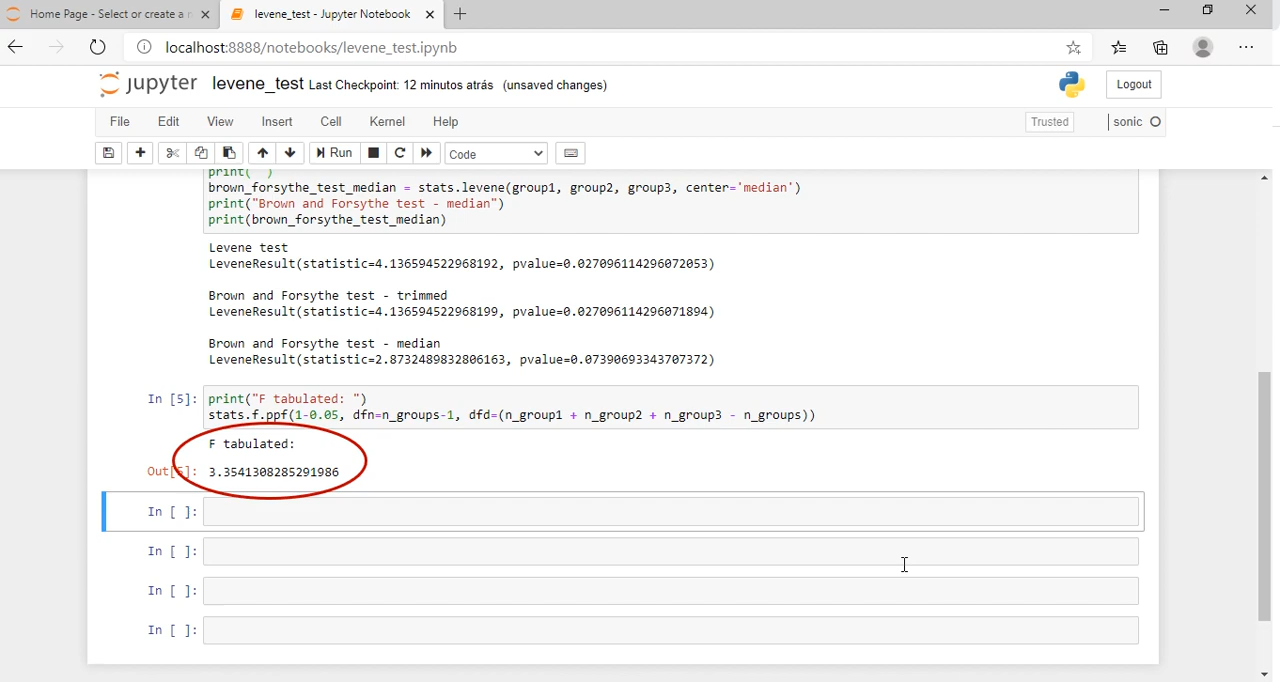 Home Page - Select or create a n
levene_test - Jupyter Notebook
localhost:8888/notebooks/levene_test.ipynb
jupyter levene_test Last Checkpoint: 12 minutos atrás (unsaved changes)
Logout
File Edit View Insert Cell Kernel Help
Trusted
sonic
Run
Code
print(" ")
brown_forsythe_test_median = stats.levene(group1, group2, group3, center='median')
print("Brown and Forsythe test - median")
print(brown_forsythe_test_median)
Levene test
LeveneResult(statistic=4.136594522968192, pvalue=0.027096114296072053)
Brown and Forsythe test - trimmed
LeveneResult(statistic=4.136594522968199, pvalue=0.027096114296071894)
Brown and Forsythe test - median
LeveneResult(statistic=2.8732489832806163, pvalue=0.07390693343707372)
In [5]: print("F tabulated: ")
stats.f.ppf(1-0.05, dfn=n_groups-1, dfd=(n_group1 + n_group2 + n_group3 - n_groups))
F tabulated:
Out[5]: 3.3541308285291986
In [ ]:
In [ ]:
In [ ]:
In [ ]: